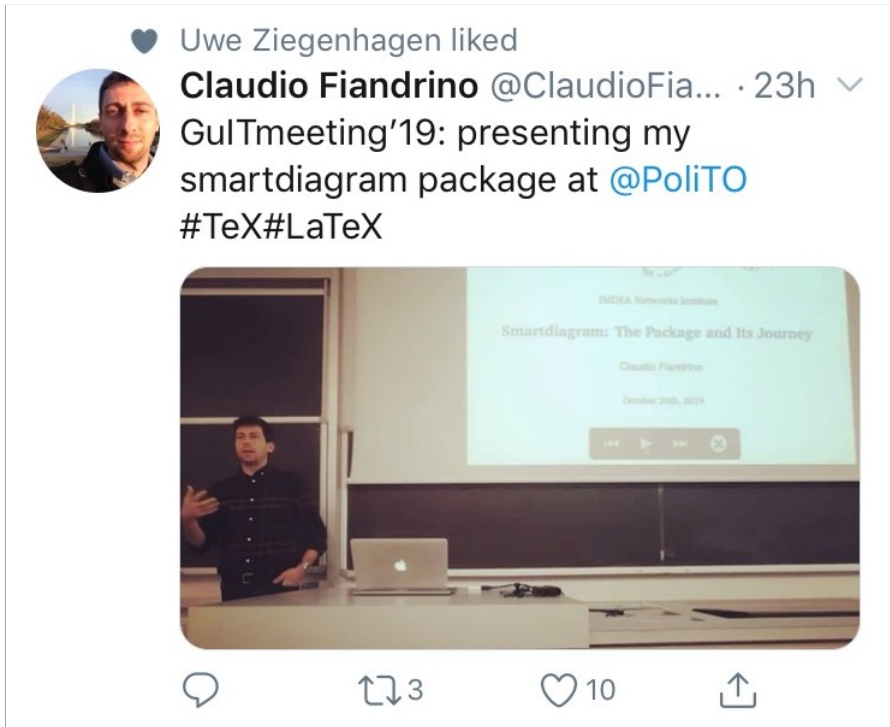 Uwe Ziegenhagen liked
Claudio Fiandrino @ClaudioFia... · 23h
GuITmeeting’19: presenting my
smartdiagram package at @PoliTO
#TeX#LaTeX
IMDEA Networks Institute
Smartdiagram: The Package and Its Journey
Claudio Fiandrino
October 26th, 2019
3
10